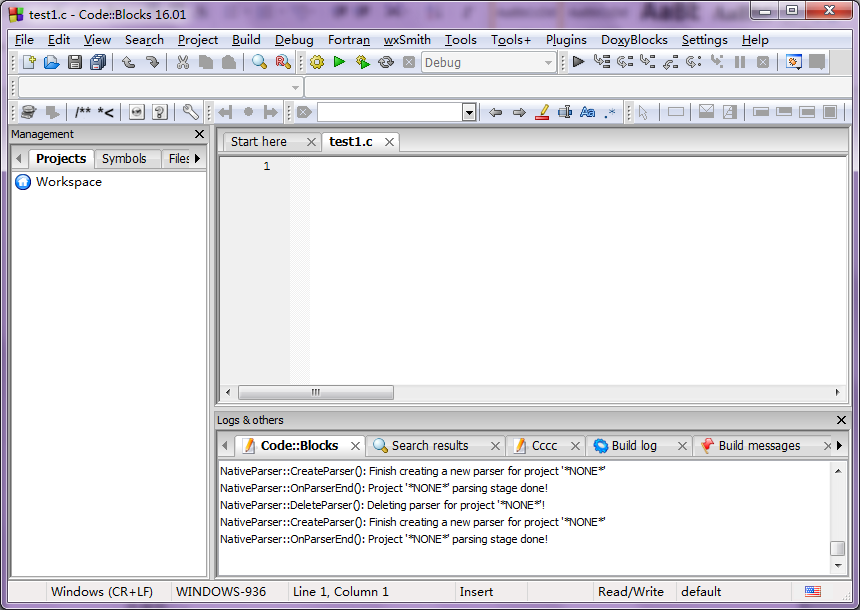 test1.c - Code::Blocks 16.01
File Edit View Search Project Build Debug Fortran wxSmith Tools Tools+ Plugins DoxyBlocks Settings Help
Debug
/** *<
Aa .*
Management
Projects Symbols Files
Workspace
Start here test1.c
1
Logs & others
Code::Blocks Search results Cccc Build log Build messages
NativeParser::CreateParser(): Finish creating a new parser for project '*NONE*'
NativeParser::OnParserEnd(): Project '*NONE*' parsing stage done!
NativeParser::DeleteParser(): Deleting parser for project '*NONE*'!
NativeParser::CreateParser(): Finish creating a new parser for project '*NONE*'
NativeParser::OnParserEnd(): Project '*NONE*' parsing stage done!
Windows (CR+LF) WINDOWS-936 Line 1, Column 1 Insert Read/Write default